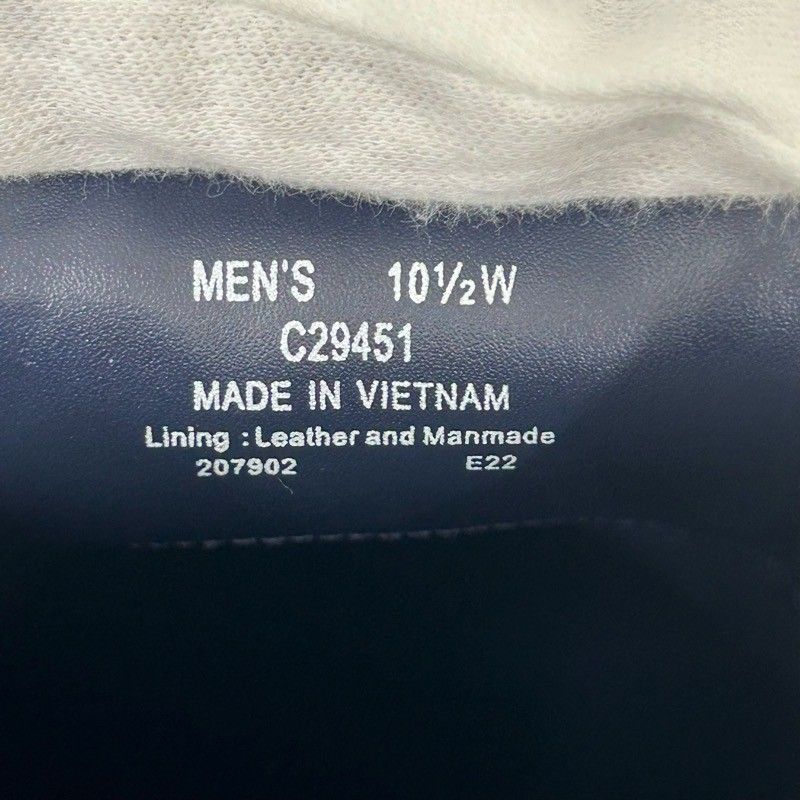 MEN'S 10½W
C29451
MADE IN VIETNAM
Lining : Leather and Manmade
207902 E22